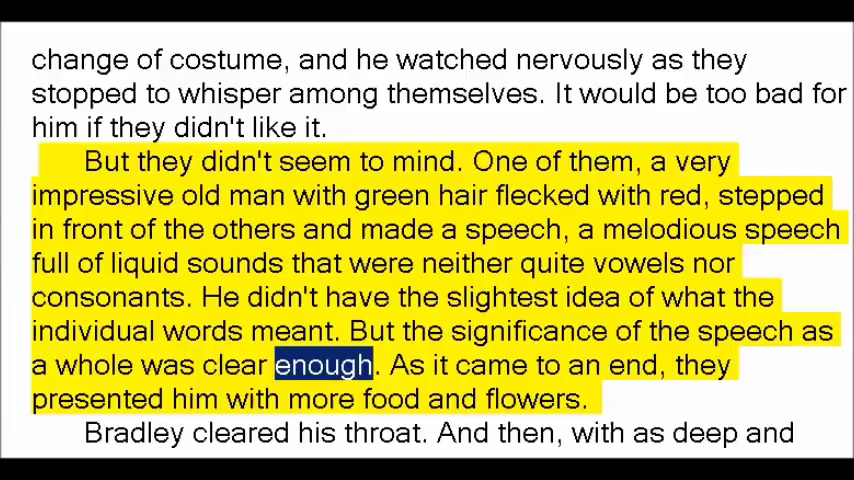 change of costume, and he watched nervously as they
stopped to whisper among themselves. It would be too bad for
him if they didn't like it.
But they didn't seem to mind. One of them, a very
impressive old man with green hair flecked with red, stepped
in front of the others and made a speech, a melodious speech
full of liquid sounds that were neither quite vowels nor
consonants. He didn't have the slightest idea of what the
individual words meant. But the significance of the speech as
a whole was clear enough. As it came to an end, they
presented him with more food and flowers.
Bradley cleared his throat. And then, with as deep and